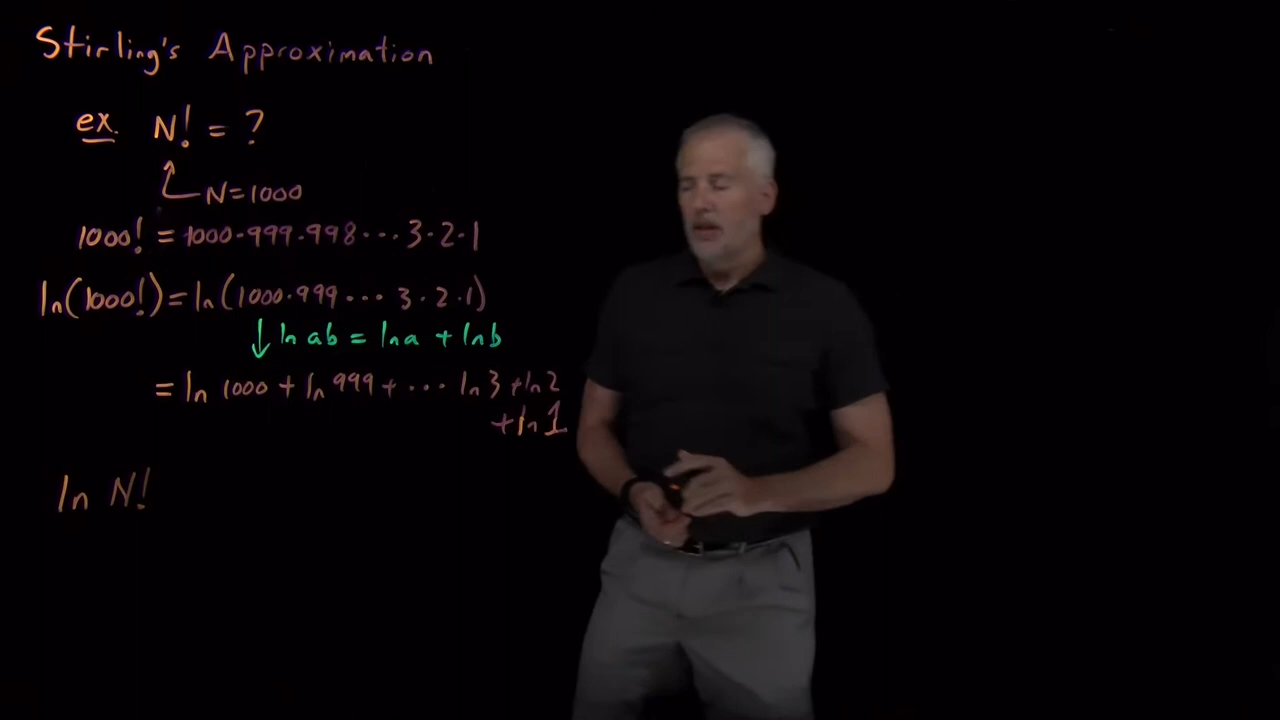 Stirling's Approximation
ex. N! = ?
N=1000
1000! = 1000·999·998··· 3·2·1
ln(1000!) = ln(1000·999··· 3·2·1)
↓ ln ab = ln a + ln b
= ln 1000 + ln 999 + ··· ln 3 + ln 2
+ ln 1
ln N!